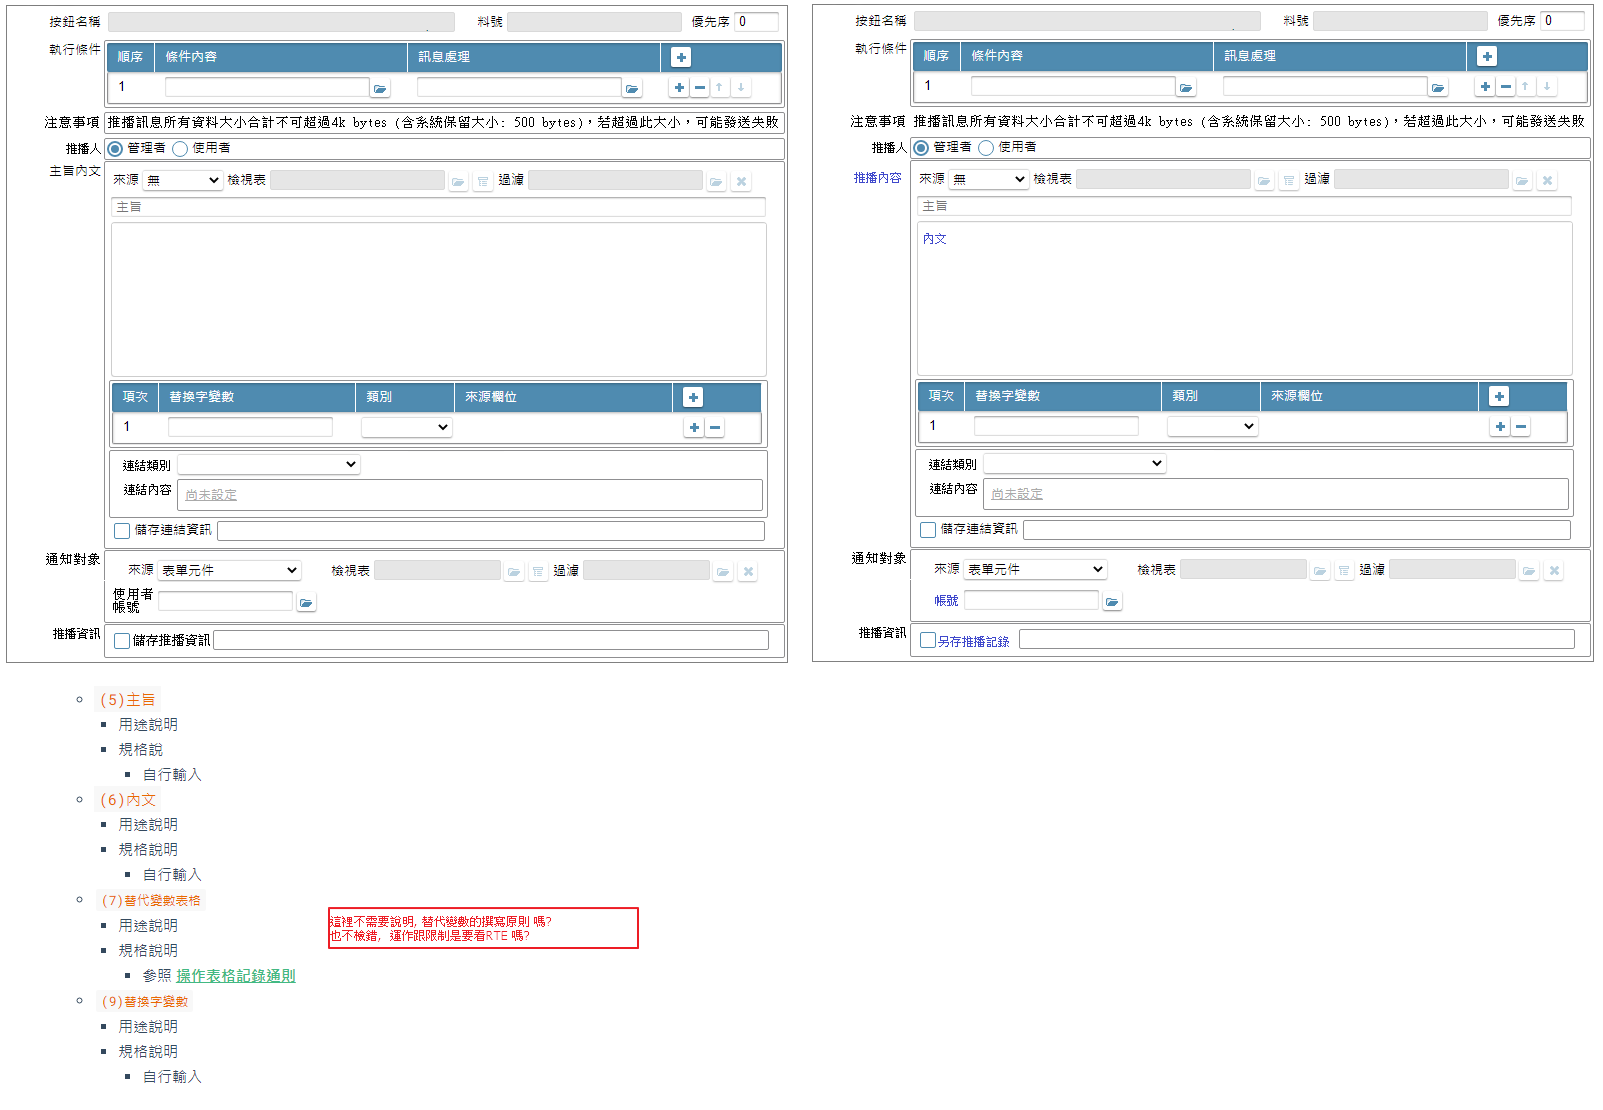 按鈕名稱 料號 優先序 0
執行條件 順序 條件內容 訊息處理
1
注意事項 推播訊息所有資料大小合計不可超過4k bytes (含系統保留大小: 500 bytes)，若超過此大小，可能發送失敗
推播人 管理者 使用者
主旨內文 來源 無 檢視表 過濾
主旨
項次 替換字變數 類別 來源欄位
1
連結類別
連結內容 尚未設定
儲存連結資訊
通知對象
來源 表單元件 檢視表 過濾
使用者
帳號
推播資訊 儲存推播資訊
按鈕名稱 料號 優先序 0
執行條件 順序 條件內容 訊息處理
1
注意事項 推播訊息所有資料大小合計不可超過4k bytes (含系統保留大小: 500 bytes)，若超過此大小，可能發送失敗
推播人 管理者 使用者
推播內容 來源 無 檢視表 過濾
主旨
內文
項次 替換字變數 類別 來源欄位
1
連結類別
連結內容 尚未設定
儲存連結資訊
通知對象
來源 表單元件 檢視表 過濾
帳號
推播資訊 另存推播記錄
(5)主旨
用途說明
規格說
自行輸入
(6)內文
用途說明
規格說明
自行輸入
(7)替代變數表格
用途說明
規格說明
參照 操作表格記錄通則
這裡不需要說明, 替代變數的撰寫原則 嗎?
也不檢錯, 運作跟限制是要看RTE 嗎?
(9)替換字變數
用途說明
規格說明
自行輸入